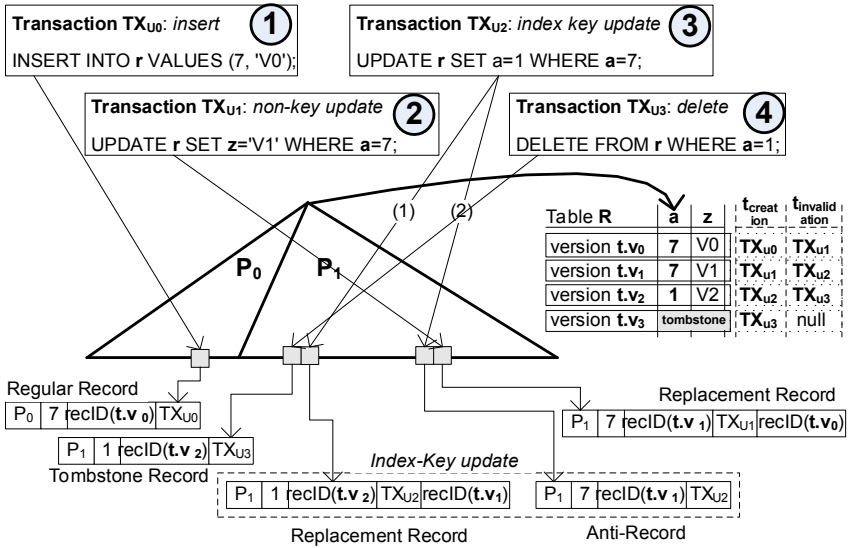 Transaction TXU0: insert
1
INSERT INTO r VALUES (7, 'V0');
Transaction TXU2: index key update
3
UPDATE r SET a=1 WHERE a=7;
Transaction TXU1: non-key update
2
UPDATE r SET z='V1' WHERE a=7;
Transaction TXU3: delete
4
DELETE FROM r WHERE a=1;
(1)
(2)
P0
P1
Table R a z tcreation tinvalidation
version t.v0 7 V0 TXu0 TXu1
version t.v1 7 V1 TXu1 TXu2
version t.v2 1 V2 TXu2 TXu3
version t.v3 tombstone TXu3 null
Regular Record
P0 7 recID(t.v 0) TXU0
P1 1 recID(t.v 2) TXU3
Tombstone Record
Replacement Record
P1 7 recID(t.v 1) TXU1 recID(t.v0)
Index-Key update
P1 1 recID(t.v 2) TXU2 recID(t.v1)
P1 7 recID(t.v 1) TXU2
Replacement Record
Anti-Record